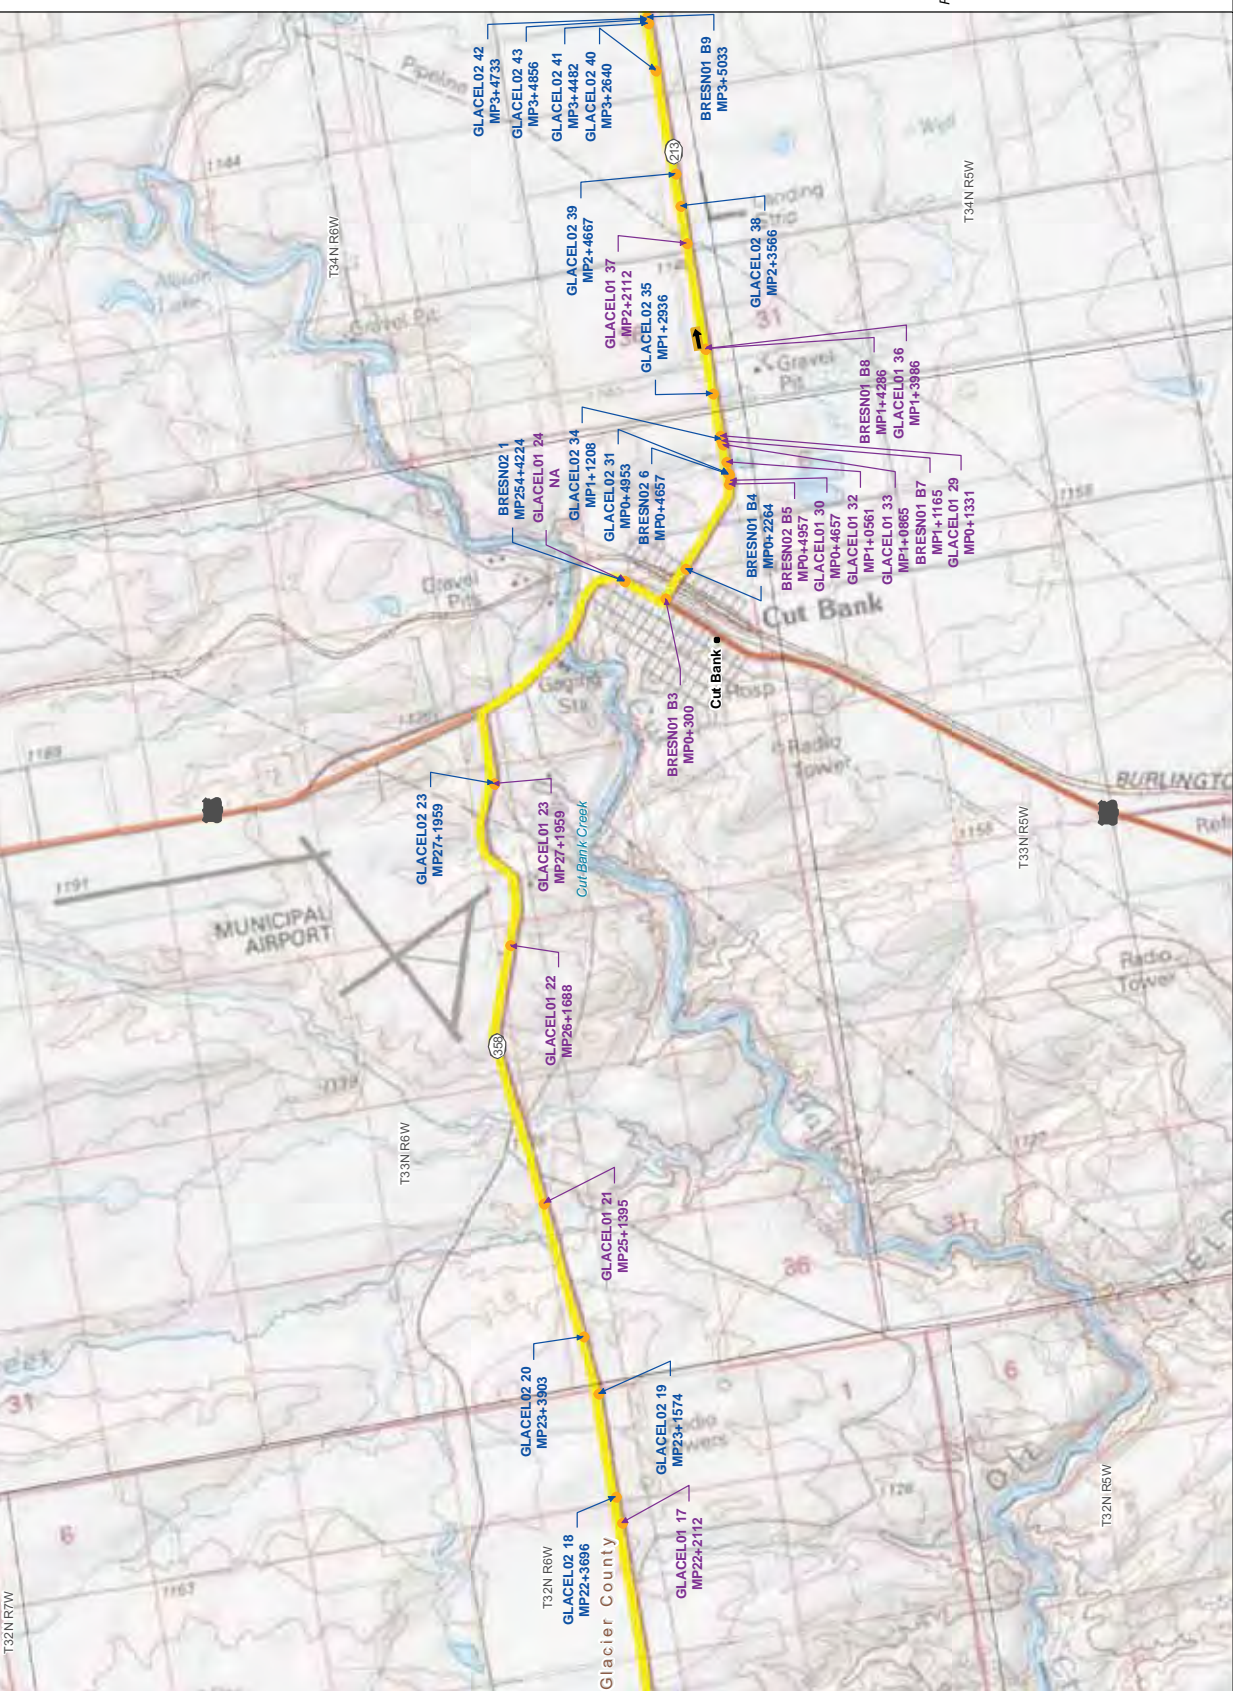 GLACEL02 42
MP3+4733
GLACEL02 43
MP3+4856
GLACEL02 41
MP3+4482
GLACEL02 40
MP3+2640
BRESN01 B9
MP3+5033
Pipeline
1144
213
Well
T34N R5W
T34N R6W
GLACEL02 39
MP2+4667
Landing
Strip
GLACEL02 38
MP2+3566
GLACEL01 37
MP2+2112
GLACEL02 35
MP1+2936
31
Gravel Pit
Gravel
Pit
BRESN01 B8
MP1+4286
GLACEL01 36
MP1+3986
BRESN02 1
MP254+4224
GLACEL01 24
NA
GLACEL02 34
MP1+1208
GLACEL02 31
MP0+4953
BRESN02 6
MP0+4657
BRESN01 B4
MP0+2264
BRESN02 B5
MP0+4957
GLACEL01 30
MP0+4657
GLACEL01 32
MP1+0561
GLACEL01 33
MP1+0865
BRESN01 B7
MP1+1165
GLACEL01 29
MP0+1331
1158
Gravel
Pits
Cut Bank
Cut Bank
Hosp
Gaging
Sta
BRESN01 B3
MP0+300
Radio
Tower
1169
BURLINGTO
Refi
GLACEL02 23
MP27+1959
GLACEL01 23
MP27+1959
Cut Bank Creek
T33N R5W
1191
MUNICIPAL
AIRPORT
GLACEL01 22
MP26+1688
358
Radio
Tower
1139
T33N R6W
GLACEL01 21
MP25+1395
31
36
eek
31
GLACEL02 20
MP23+3903
GLACEL02 19
MP23+1574
1
6
Radio
Towers
OIL
1128
T32N R5W
6
GLACEL02 18
MP22+3696
GLACEL01 17
MP22+2112
T32N R6W
Glacier County
1163
T32N R7W